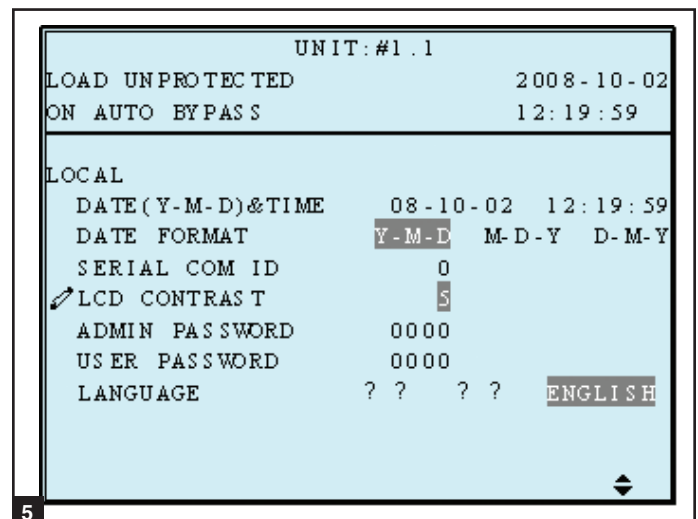 UNIT:#1.1
LOAD UNPROTECTED 2008-10-02
ON AUTO BYPASS 12:19:59
LOCAL
DATE(Y-M-D)&TIME 08-10-02 12:19:59
DATE FORMAT Y-M-D M-D-Y D-M-Y
SERIAL COM ID 0
LCD CONTRAST 5
ADMIN PASSWORD 0000
USER PASSWORD 0000
LANGUAGE ? ? ? ? ENGLISH
5